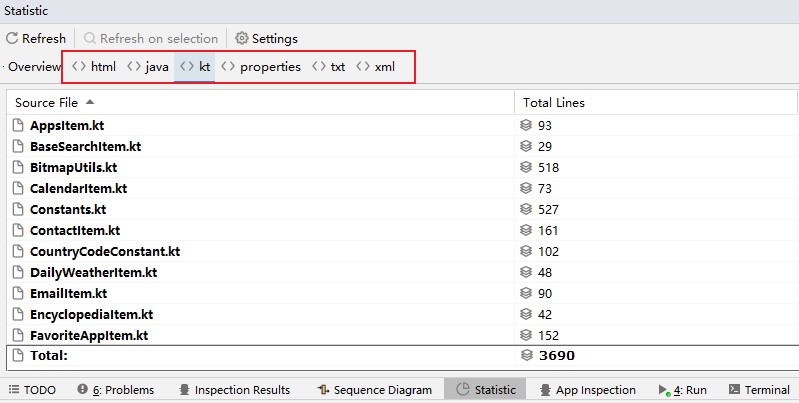 Statistic
Refresh Refresh on selection Settings
Overview <> html <> java <> kt <> properties <> txt <> xml
Source File Total Lines
AppsItem.kt 93
BaseSearchItem.kt 29
BitmapUtils.kt 518
CalendarItem.kt 73
Constants.kt 527
ContactItem.kt 161
CountryCodeConstant.kt 102
DailyWeatherItem.kt 48
EmailItem.kt 90
EncyclopediaItem.kt 42
FavoriteAppItem.kt 152
Total: 3690
TODO 6: Problems Inspection Results Sequence Diagram Statistic App Inspection 4: Run Terminal